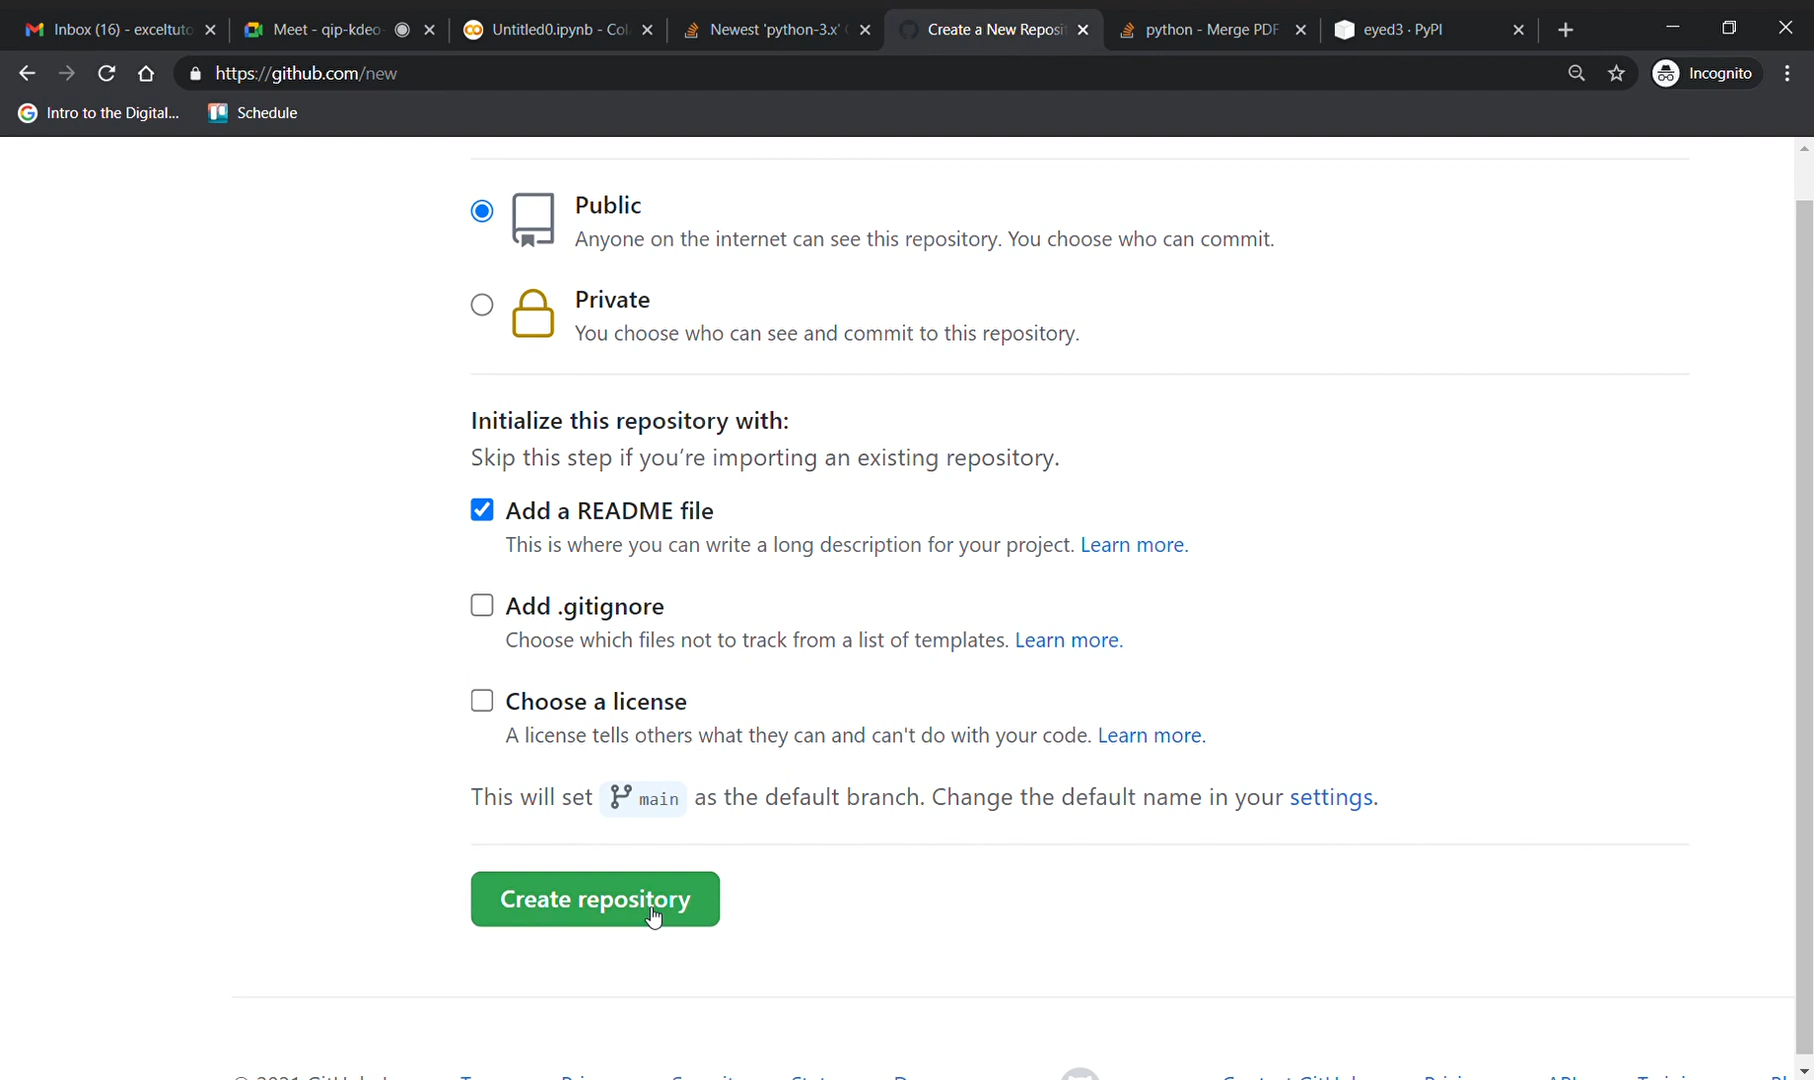 Inbox (16) - exceltuto
Meet - qip-kdeo
Untitled0.ipynb - Col
Newest 'python-3.x'
Create a New Reposit
python - Merge PDF
eyed3 · PyPI
https://github.com/new
Incognito
Intro to the Digital...
Schedule
Public
Anyone on the internet can see this repository. You choose who can commit.
Private
You choose who can see and commit to this repository.
Initialize this repository with:
Skip this step if you're importing an existing repository.
Add a README file
This is where you can write a long description for your project. Learn more.
Add .gitignore
Choose which files not to track from a list of templates. Learn more.
Choose a license
A license tells others what they can and can't do with your code. Learn more.
This will set main as the default branch. Change the default name in your settings.
Create repository